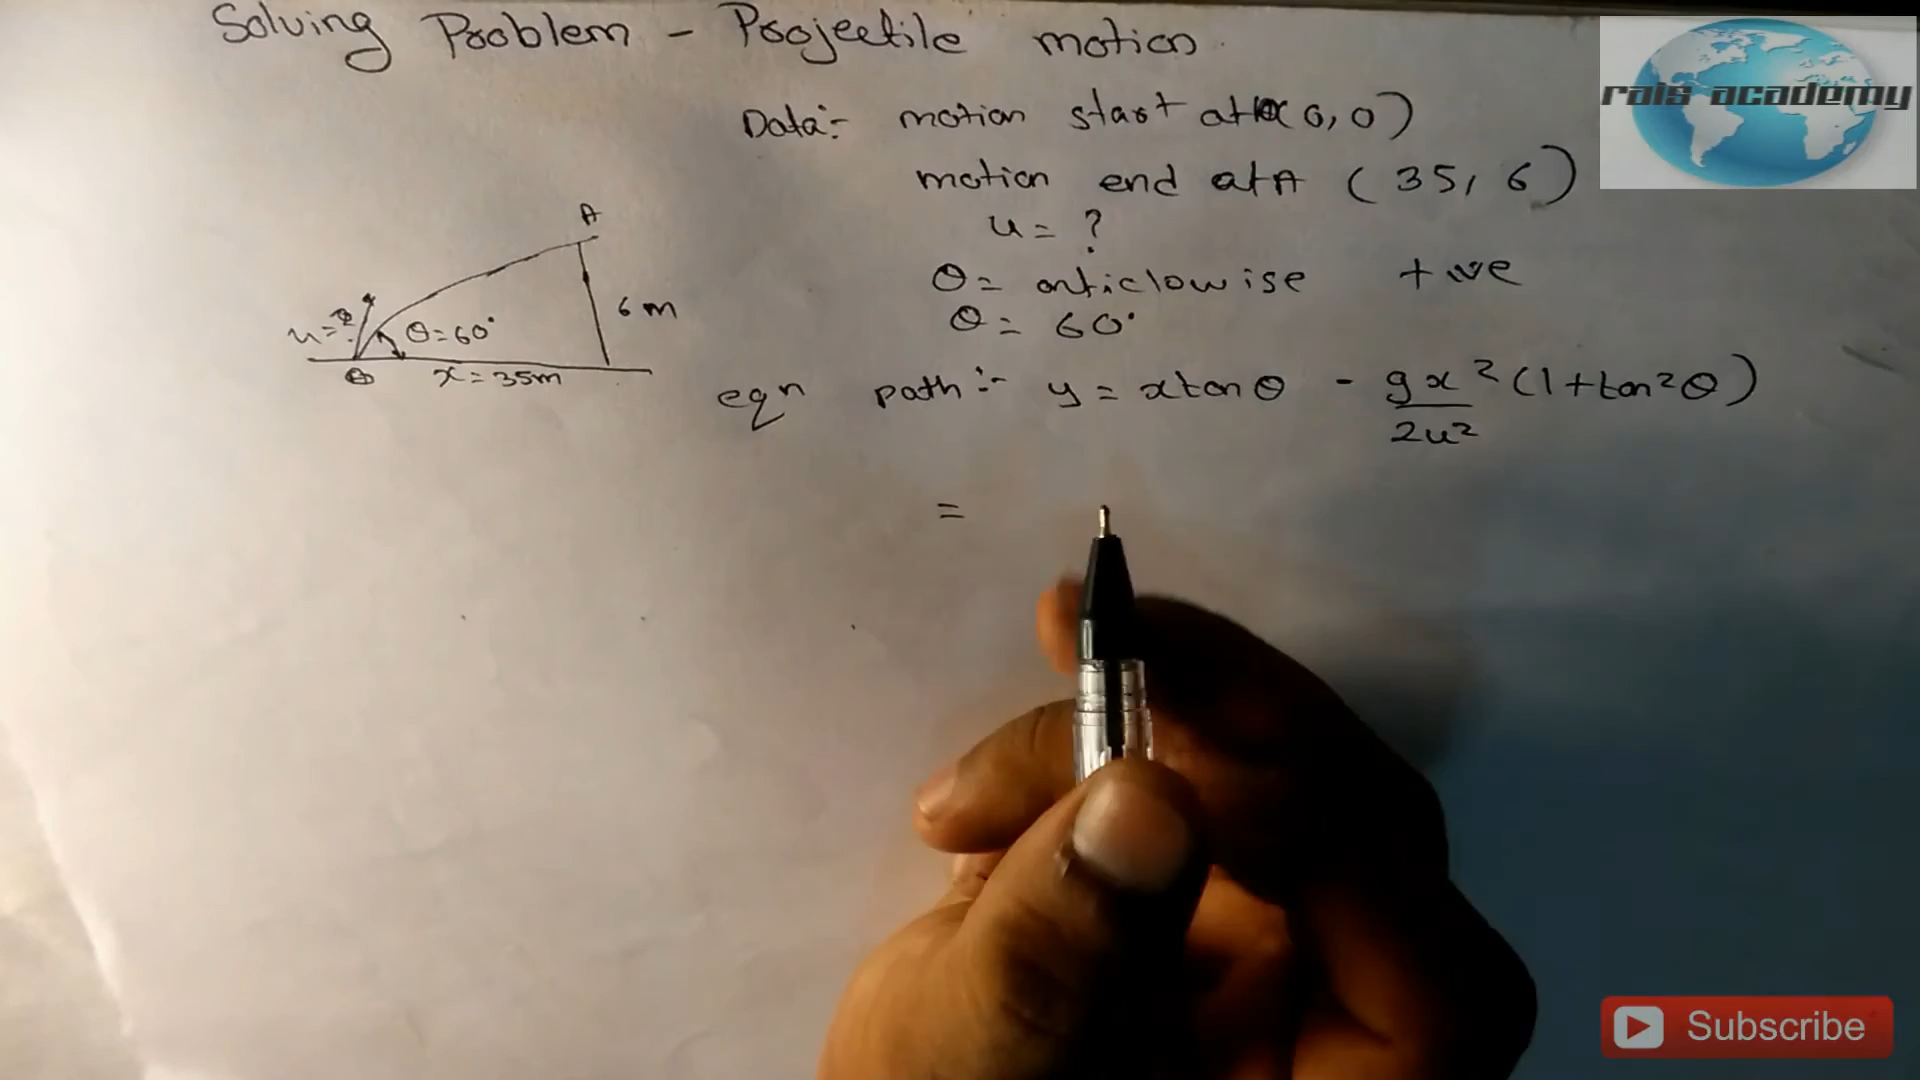 Solving Problem - Projectile motion.
rais academy
Data:- motion start at (0,0)
motion end at A (35, 6)
u = ?
θ = anticlowise +ve
θ = 60°
A
6 m
u = ?
θ = 60°
x = 35m
eqn path :- y = x tan θ - gx²/2u² (1 + tan²θ)
=
Subscribe